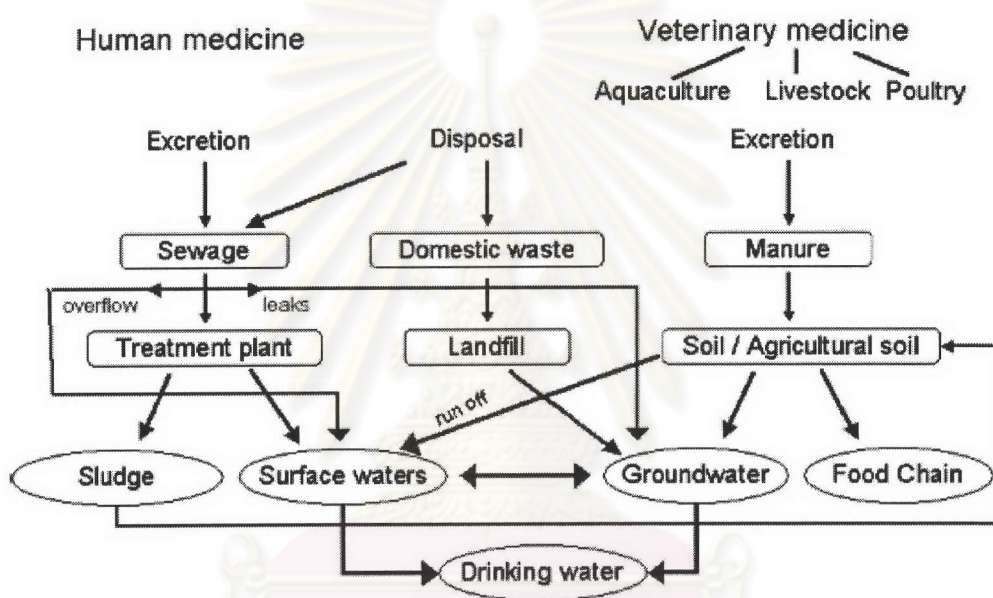 Human medicine
Veterinary medicine
Aquaculture Livestock Poultry
Excretion Disposal Excretion
Sewage Domestic waste Manure
overflow leaks
Treatment plant Landfill Soil / Agricultural soil
run off
Sludge Surface waters Groundwater Food Chain
Drinking water